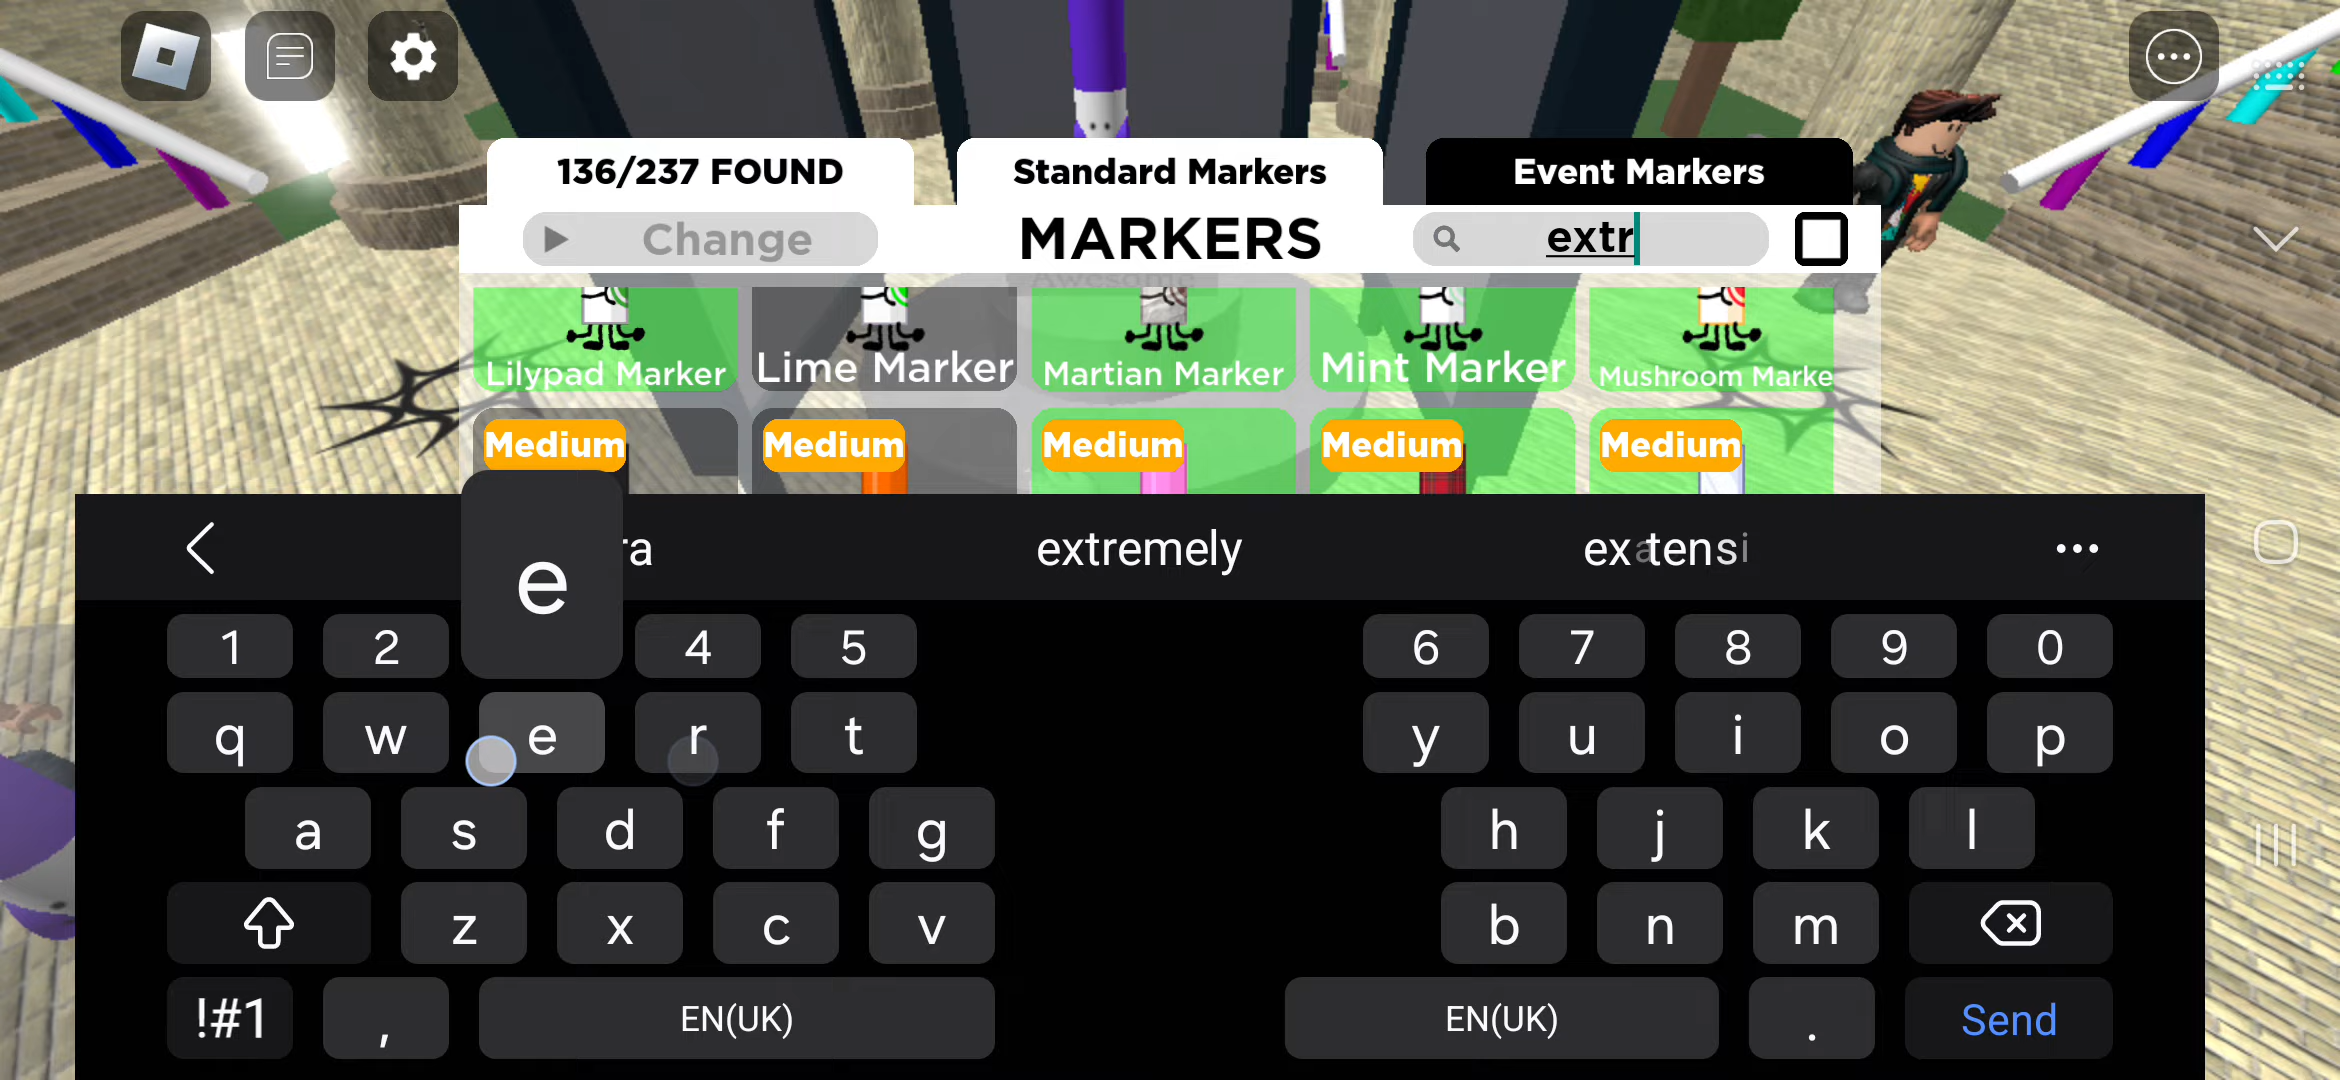 136/237 FOUND
Standard Markers
Event Markers
Change
MARKERS
extr
Awesome
Lilypad Marker
Lime Marker
Martian Marker
Mint Marker
Mushroom Marke
Medium
Medium
Medium
Medium
Medium
e
ra
extremely
1
2
4
5
6
7
8
9
0
q
w
e
r
t
y
u
i
o
p
a
s
d
f
g
h
j
k
l
z
x
c
v
b
n
m
!#1
,
EN(UK)
EN(UK)
.
Send